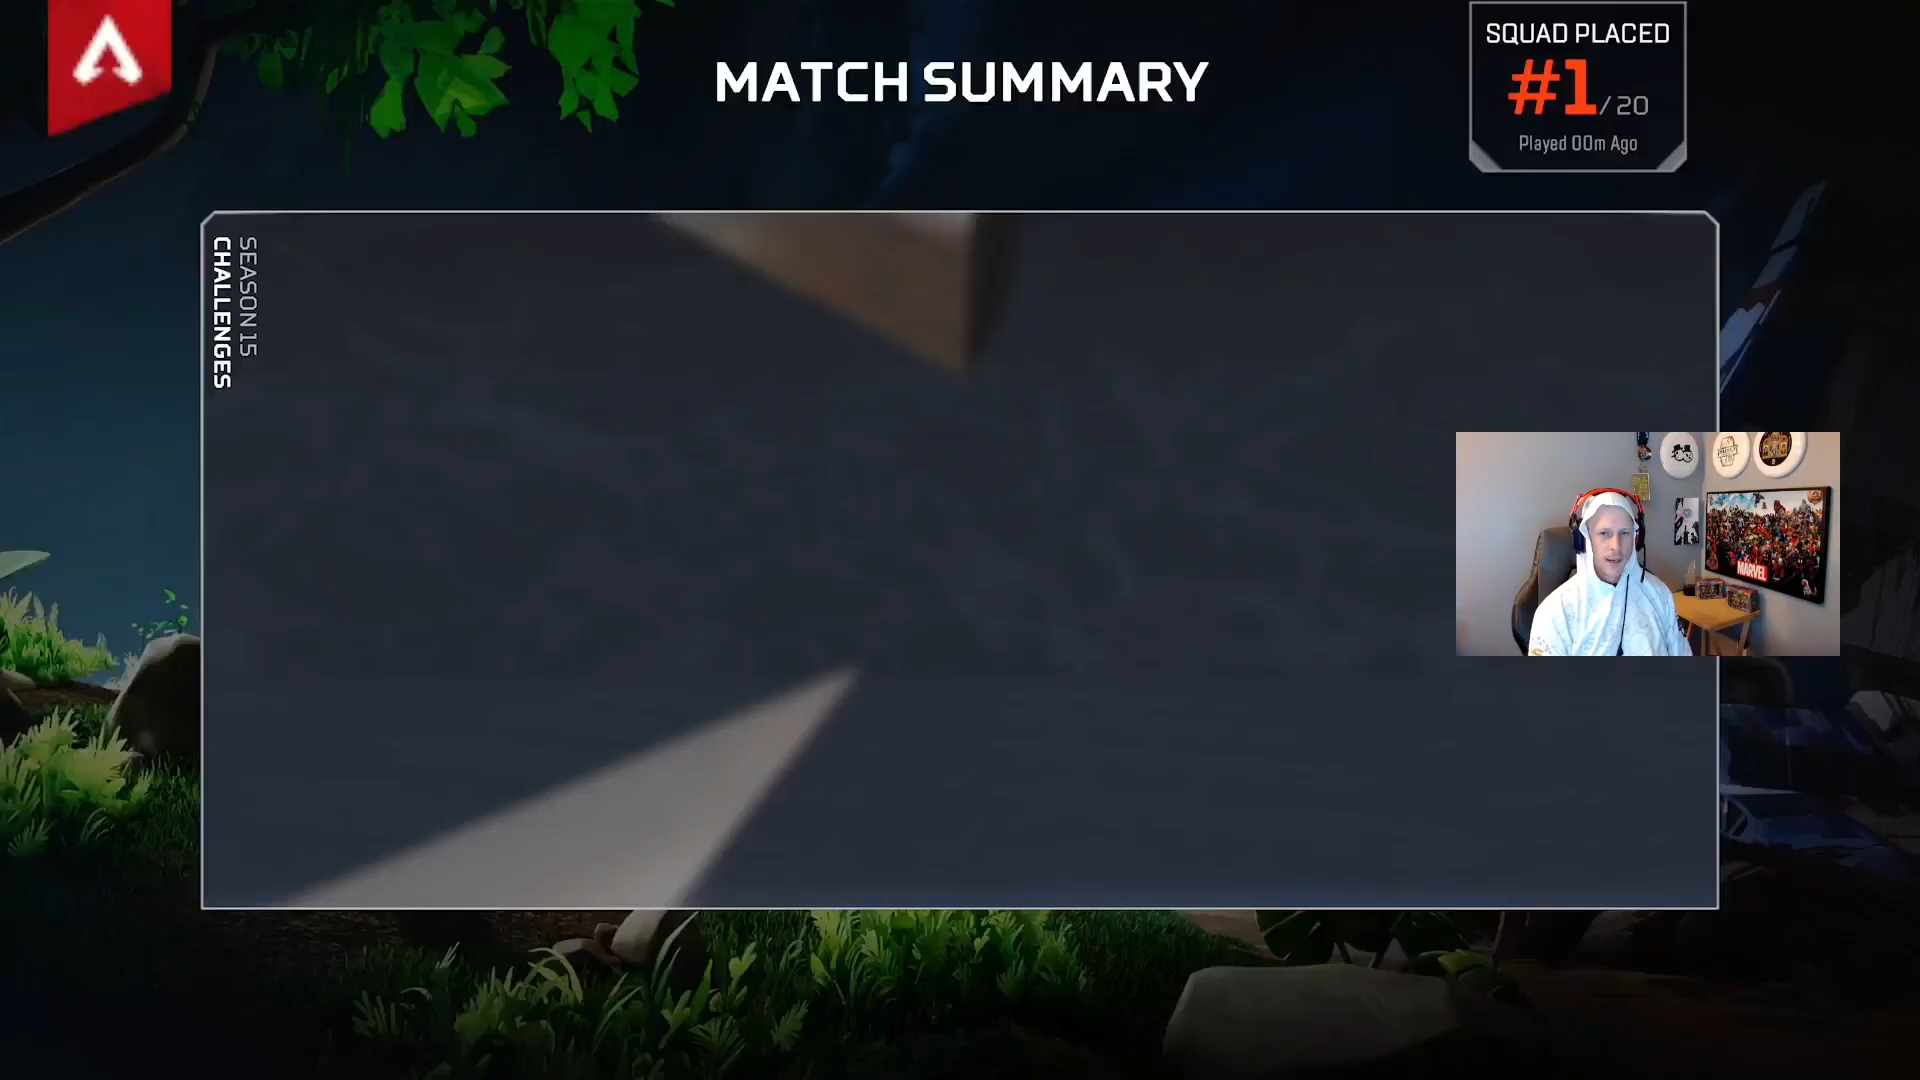 MATCH SUMMARY
SQUAD PLACED
#1/20
Played 00m Ago
SEASON 15
CHALLENGES
MARVEL